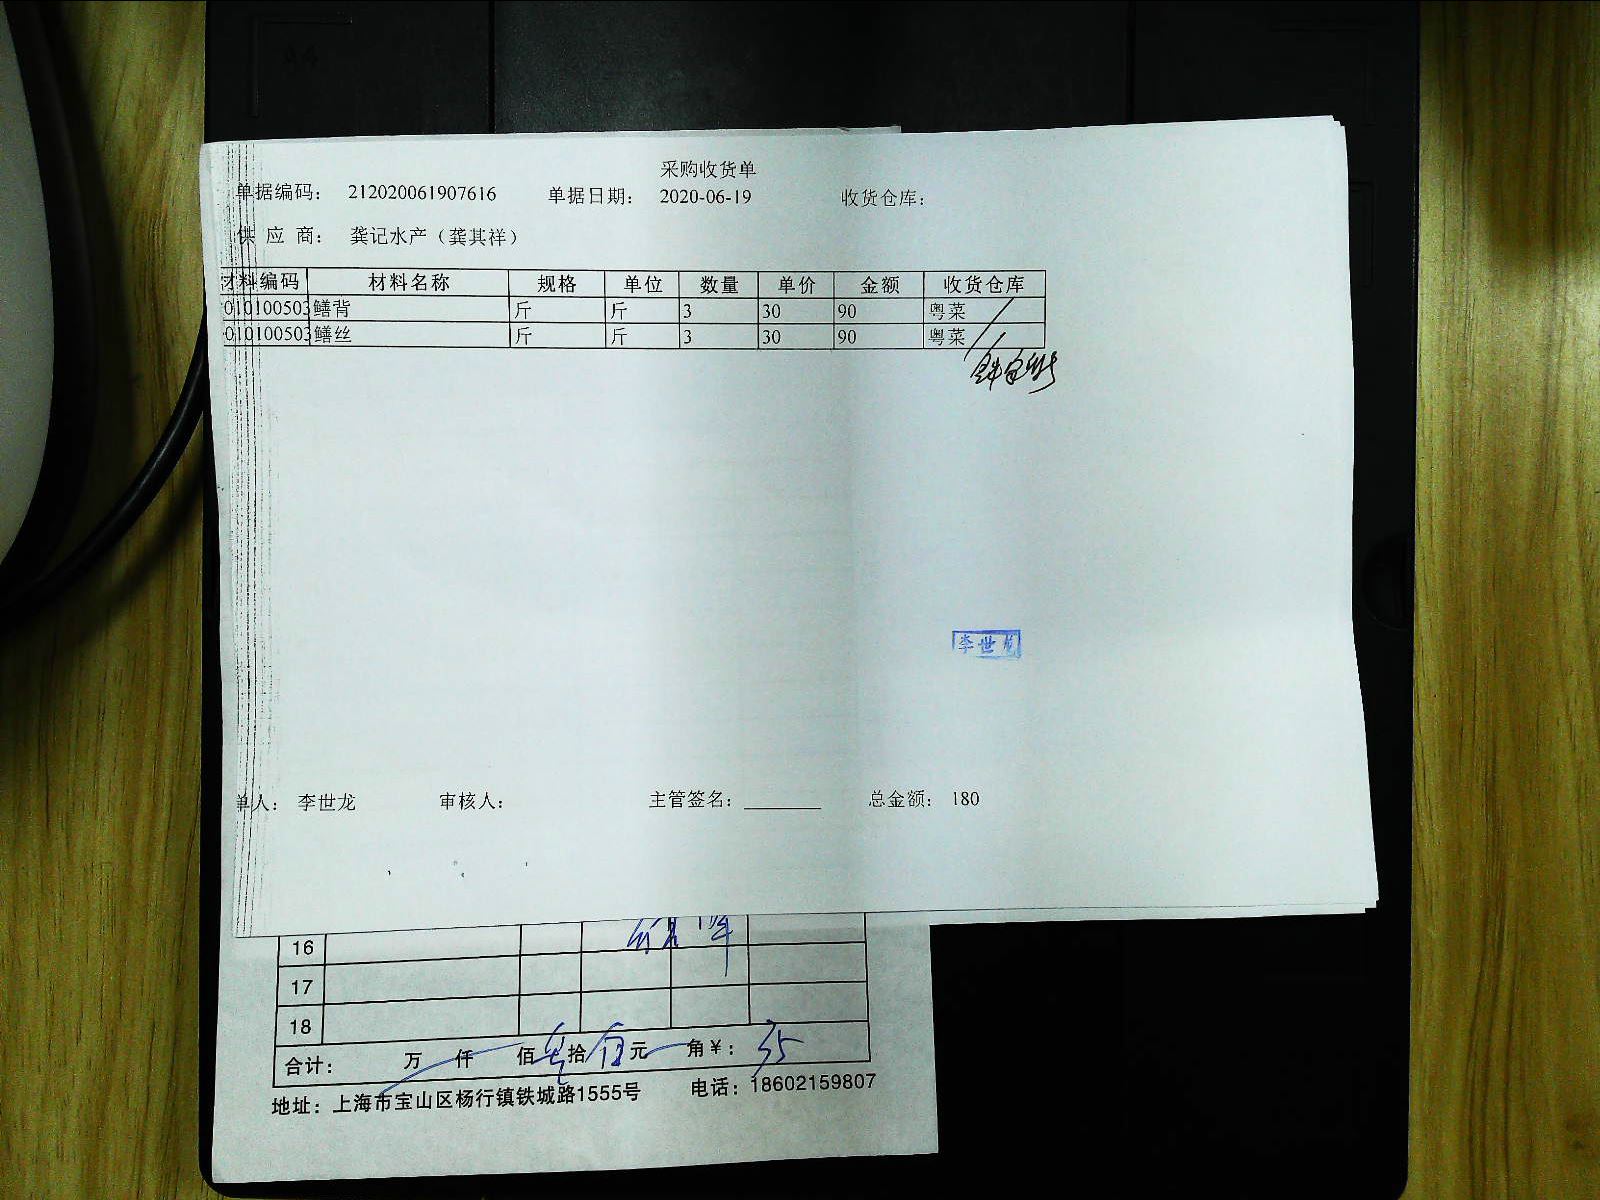 采购收货单
单据编码： 212020061907616 单据日期： 2020-06-19 收货仓库：
供 应 商： 龚记水产（龚其祥）
材料编码 材料名称 规格 单位 数量 单价 金额 收货仓库
010100503 鳝背 斤 斤 3 30 90 粤菜
010100503 鳝丝 斤 斤 3 30 90 粤菜
李世龙
单人： 李世龙 审核人： 主管签名： 总金额： 180
16
17
18
合计： 万 仟 佰 叁 拾 伍 元 角 ¥： 35
地址：上海市宝山区杨行镇铁城路1555号 电话：18602159807